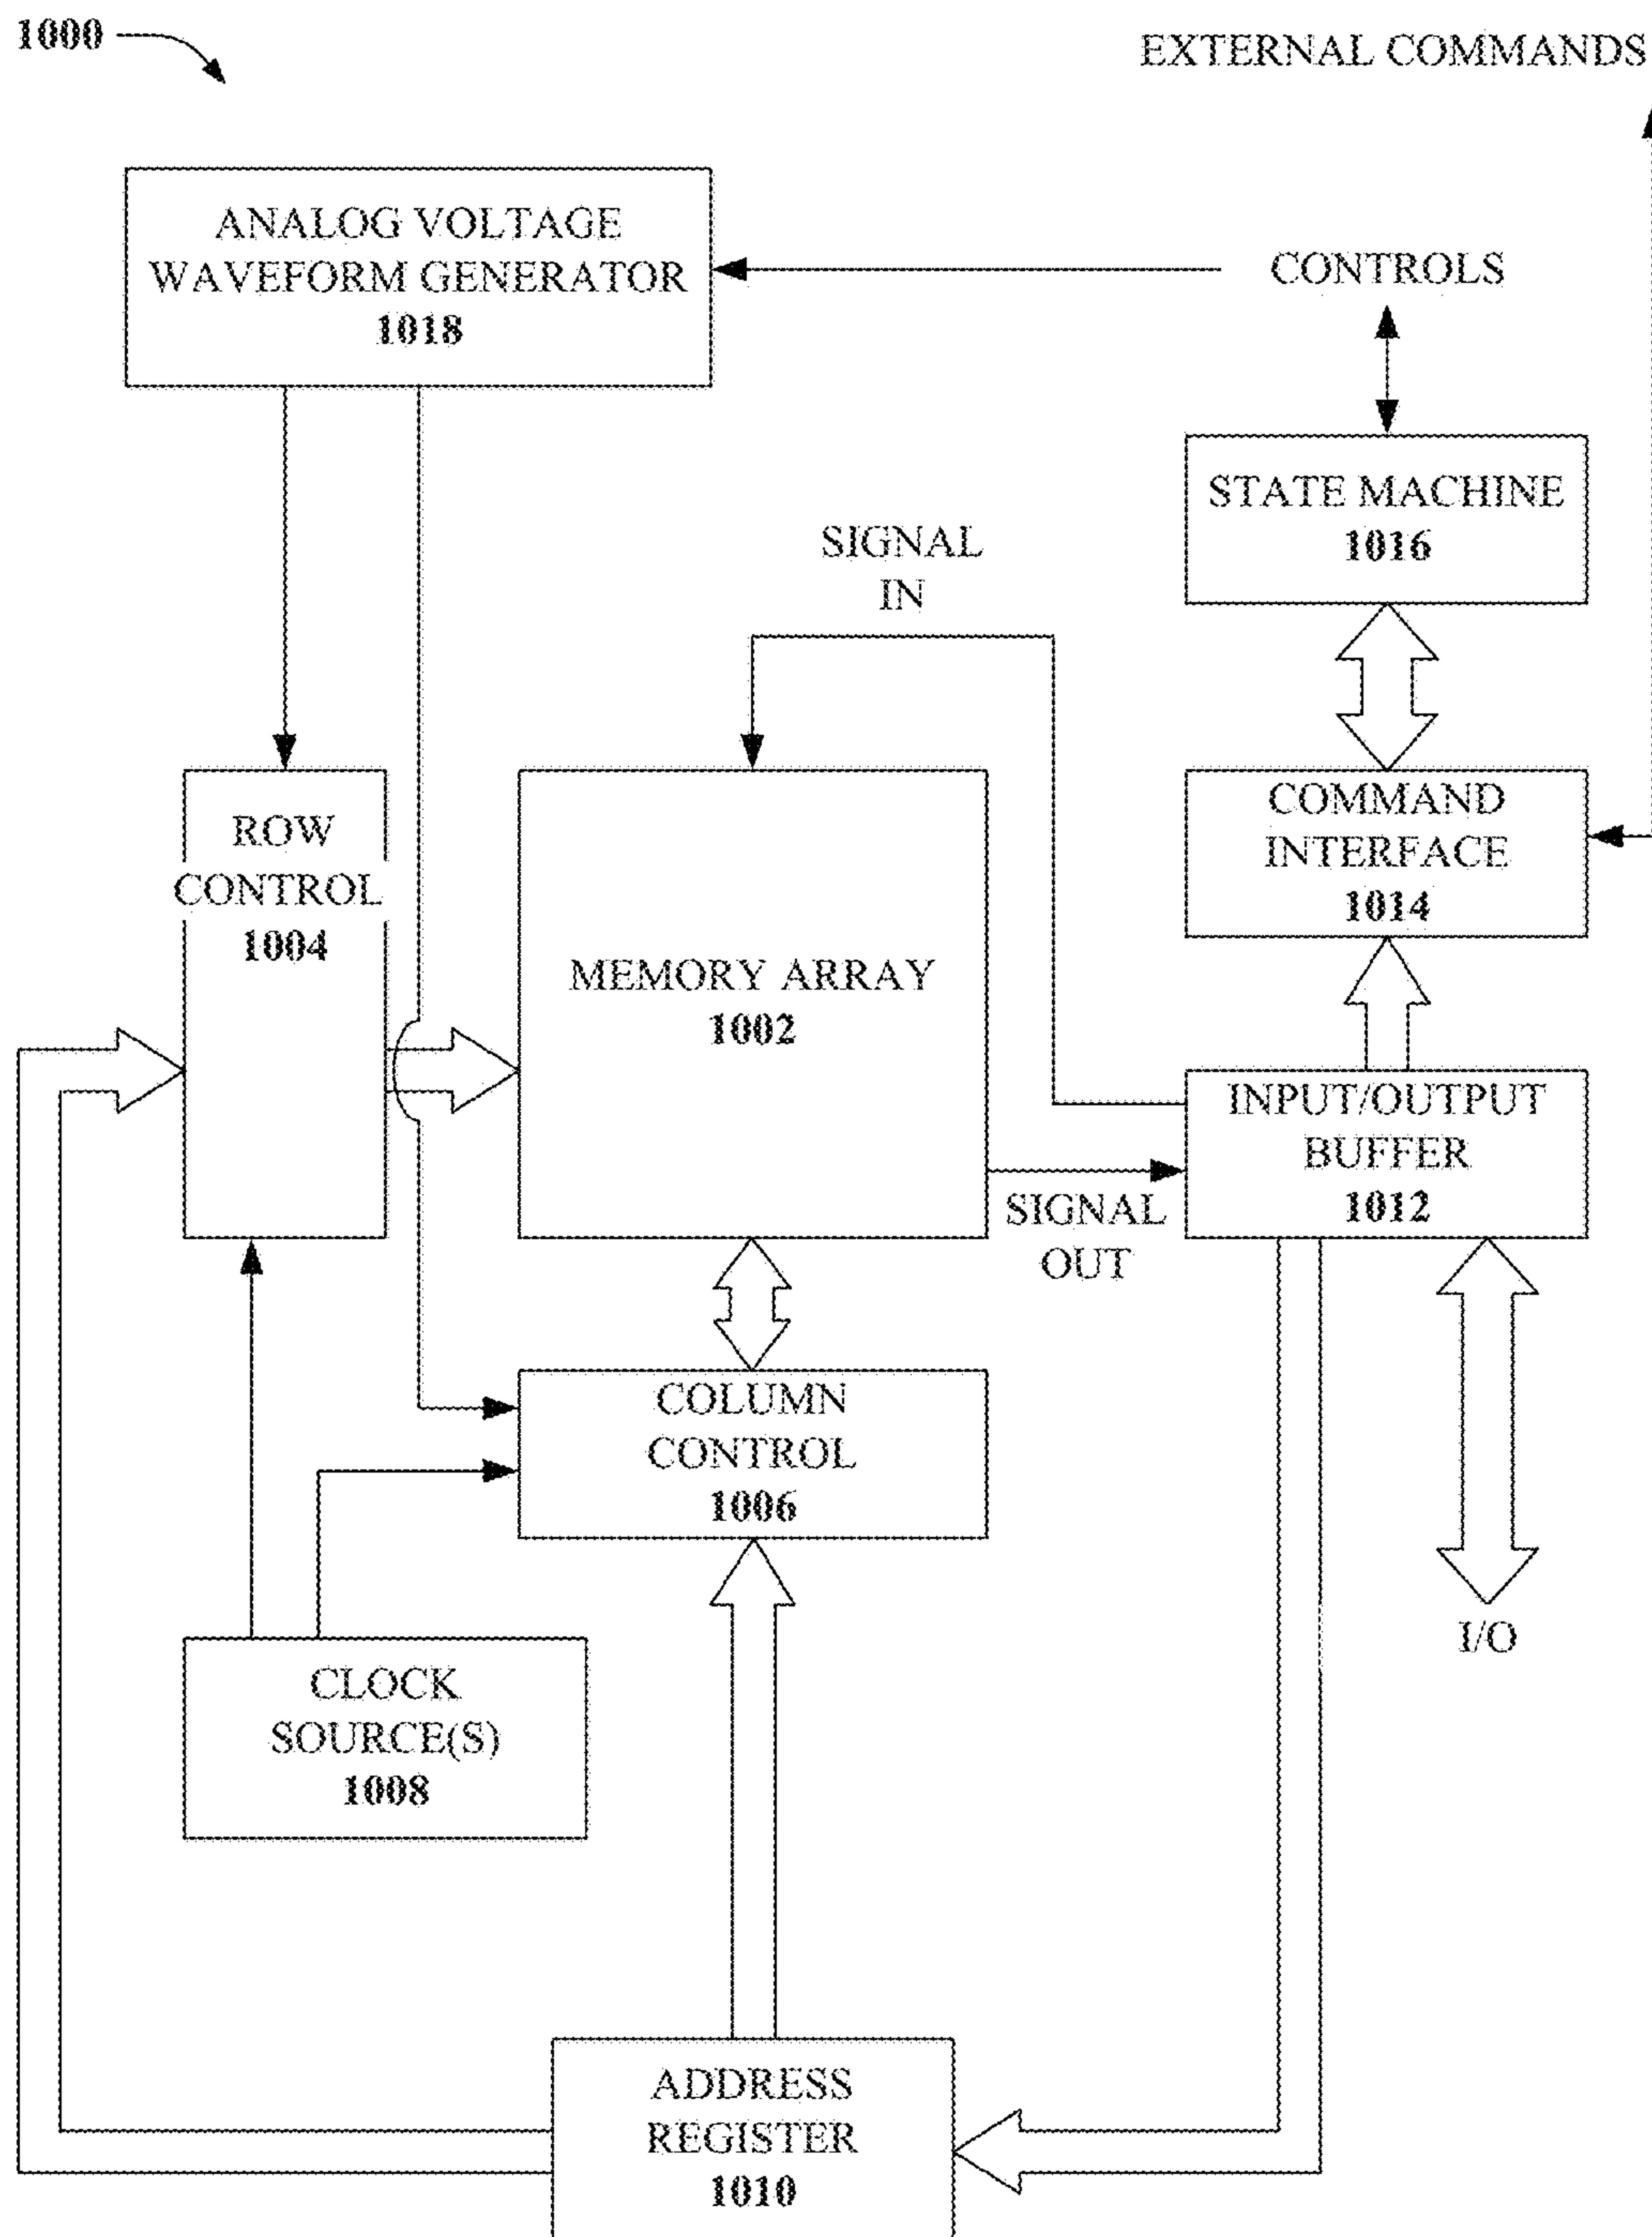 1000
EXTERNAL COMMANDS
ANALOG VOLTAGE
WAVEFORM GENERATOR
1018
CONTROLS
STATE MACHINE
1016
SIGNAL
IN
ROW
CONTROL
1004
MEMORY ARRAY
1002
COMMAND
INTERFACE
1014
INPUT/OUTPUT
BUFFER
1012
SIGNAL
OUT
COLUMN
CONTROL
1006
I/O
CLOCK
SOURCE(S)
1008
ADDRESS
REGISTER
1010